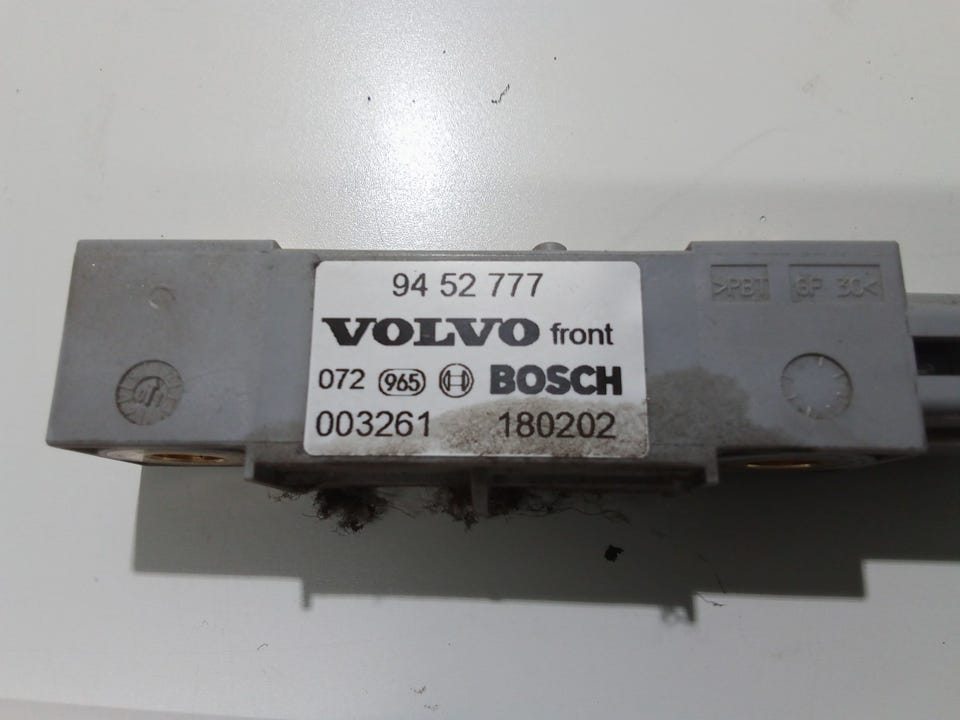 94 52 777
VOLVO front
072 965 BOSCH
003261 180202
>PBT GF 30<